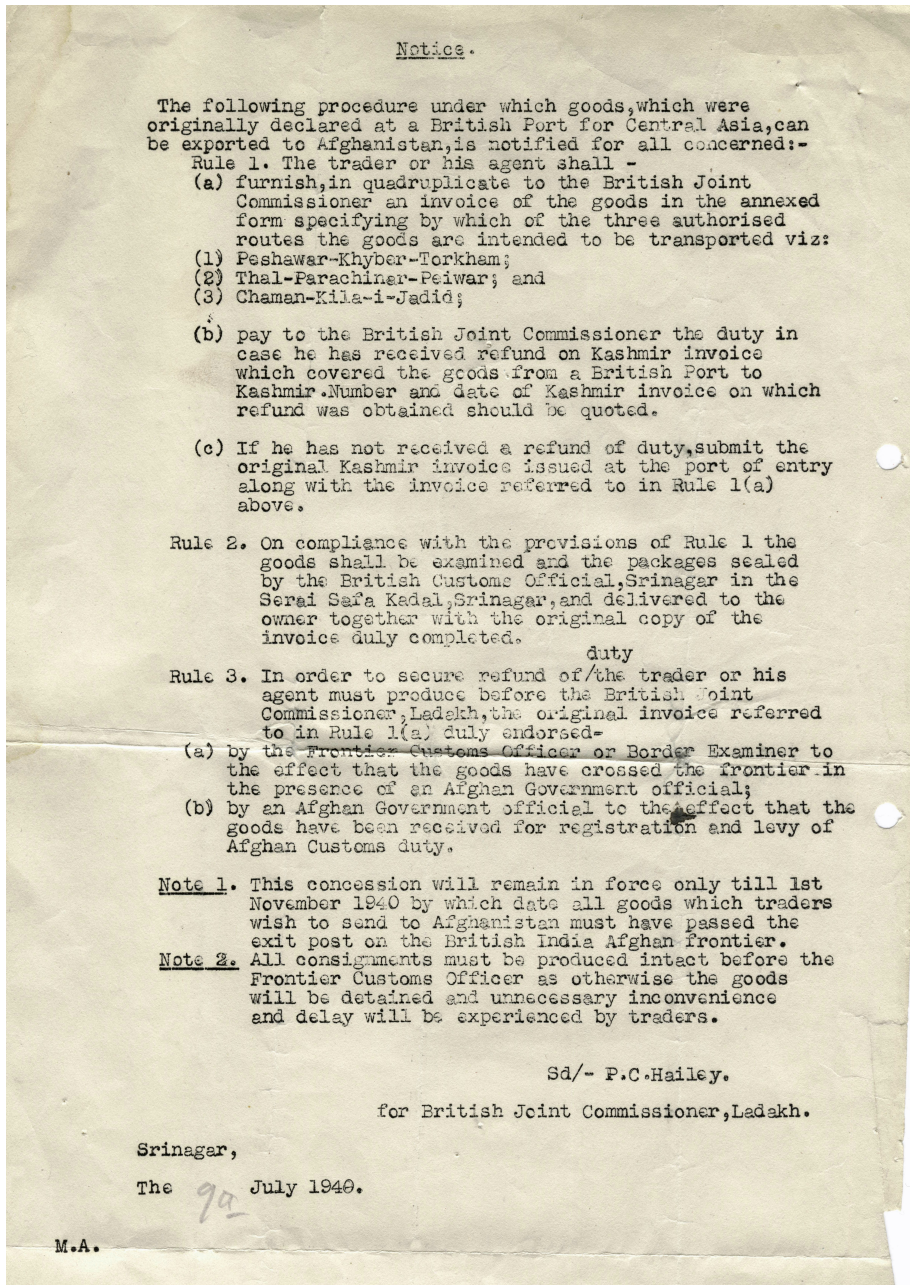 Notice.
The following procedure under which goods,which were
originally declared at a British Port for Central Asia,can
be exported to Afghanistan,is notified for all concerned:-
Rule 1. The trader or his agent shall -
(a) furnish,in quadruplicate to the British Joint
Commissioner an invoice of the goods in the annexed
form specifying by which of the three authorised
routes the goods are intended to be transported viz:
(1) Peshawar-Khyber-Torkham;
(2) Thal-Parachinar-Peiwar; and
(3) Chaman-Kila-i-Jadid;
(b) pay to the British Joint Commissioner the duty in
case he has received refund on Kashmir invoice
which covered the goods from a British Port to
Kashmir.Number and date of Kashmir invoice on which
refund was obtained should be quoted.
(c) If he has not received a refund of duty,submit the
original Kashmir invoice issued at the port of entry
along with the invoice referred to in Rule 1(a)
above.
Rule 2. On compliance with the provisions of Rule 1 the
goods shall be examined and the packages sealed
by the British Customs Official,Srinagar in the
Serai Safa Kadal,Srinagar,and delivered to the
owner together with the original copy of the
invoice duly completed.
duty
Rule 3. In order to secure refund of/the trader or his
agent must produce before the British Joint
Commissioner,Ladakh,the original invoice referred
to in Rule 1(a) duly endorsed-
(a) by the Frontier Customs Officer or Border Examiner to
the effect that the goods have crossed the frontier in
the presence of an Afghan Government official;
(b) by an Afghan Government official to the effect that the
goods have been received for registration and levy of
Afghan Customs duty.
Note 1. This concession will remain in force only till 1st
November 1940 by which date all goods which traders
wish to send to Afghanistan must have passed the
exit post on the British India Afghan frontier.
Note 2. All consignments must be produced intact before the
Frontier Customs Officer as otherwise the goods
will be detained and unnecessary inconvenience
and delay will be experienced by traders.
Sd/- P.C.Hailey.
for British Joint Commissioner,Ladakh.
Srinagar,
The July 1940.
M.A.